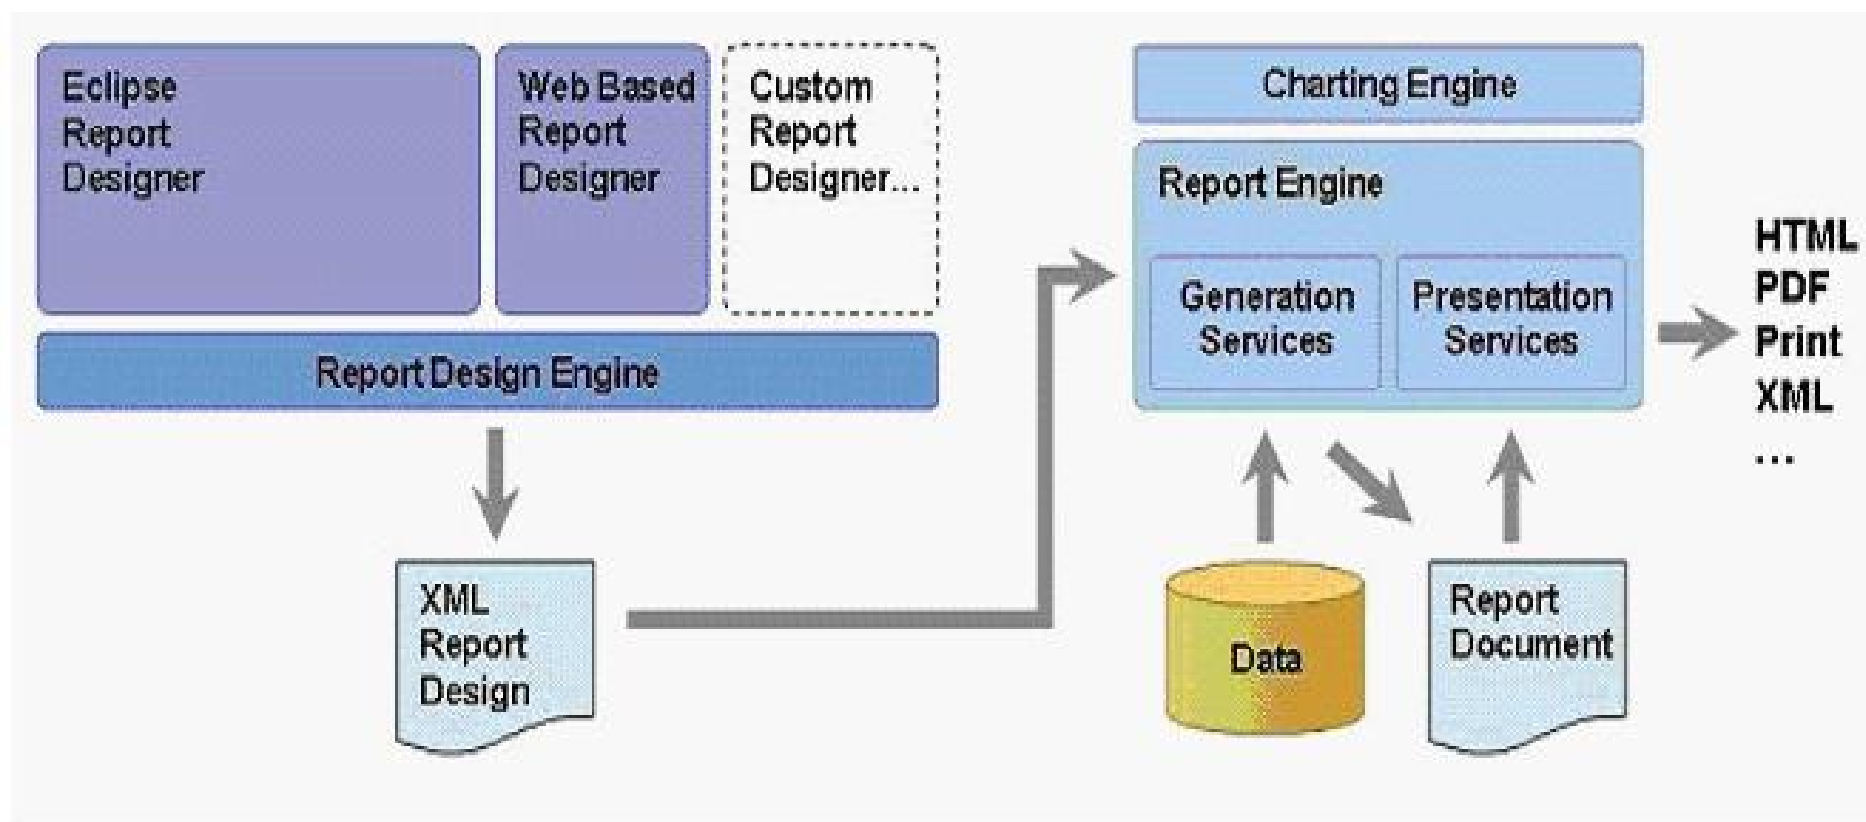 Eclipse
Report
Designer
Web Based
Report
Designer
Custom
Report
Designer...
Report Design Engine
XML
Report
Design
Charting Engine
Report Engine
Generation
Services
Presentation
Services
Data
Report
Document
HTML
PDF
Print
XML
...